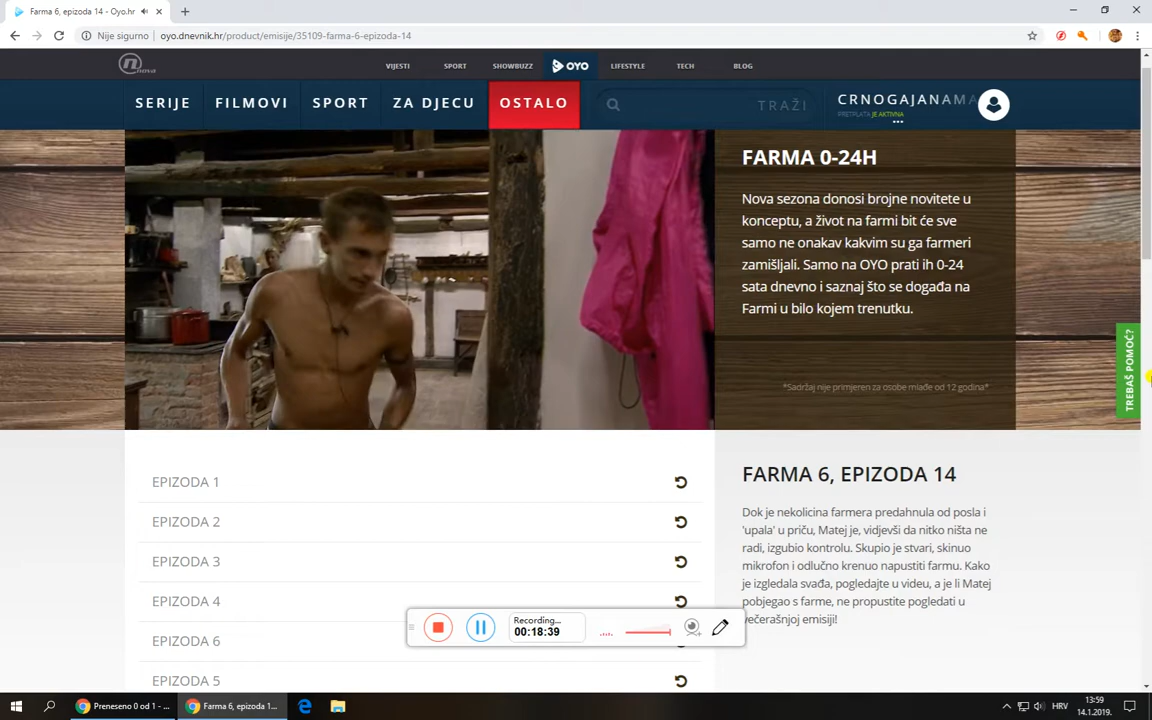 Farma 6, epizoda 14 - Oyo.hr
Nije sigurno
oyo.dnevnik.hr/product/emisije/35109-farma-6-epizoda-14
nova
VIJESTI
SPORT
SHOWBUZZ
OYO
LIFESTYLE
TECH
BLOG
SERIJE
FILMOVI
SPORT
ZA DJECU
OSTALO
TRAŽI
CRNOGAJANAMA
PRETPLATA JE AKTIVNA
FARMA 0-24H
Nova sezona donosi brojne novitete u
konceptu, a život na farmi bit će sve
samo ne onakav kakvim su ga farmeri
zamišljali. Samo na OYO prati ih 0-24
sata dnevno i saznaj što se događa na
Farmi u bilo kojem trenutku.
*Sadržaj nije primjeren za osobe mlađe od 12 godina*
TREBAŠ POMOĆ?
EPIZODA 1
EPIZODA 2
EPIZODA 3
EPIZODA 4
EPIZODA 6
EPIZODA 5
FARMA 6, EPIZODA 14
Dok je nekolicina farmera predahnula od posla i
'upala' u priču, Matej je, vidjevši da nitko ništa ne
radi, izgubio kontrolu. Skupio je stvari, skinuo
mikrofon i odlučno krenuo napustiti farmu. Kako
je izgledala svađa, pogledajte u videu, a je li Matej
pobjegao s farme, ne propustite pogledati u
večerašnjoj emisiji!
Recording...
00:18:39
Preneseno 0 od 1 - ...
Farma 6, epizoda 1...
HRV
13:59
14.1.2019.